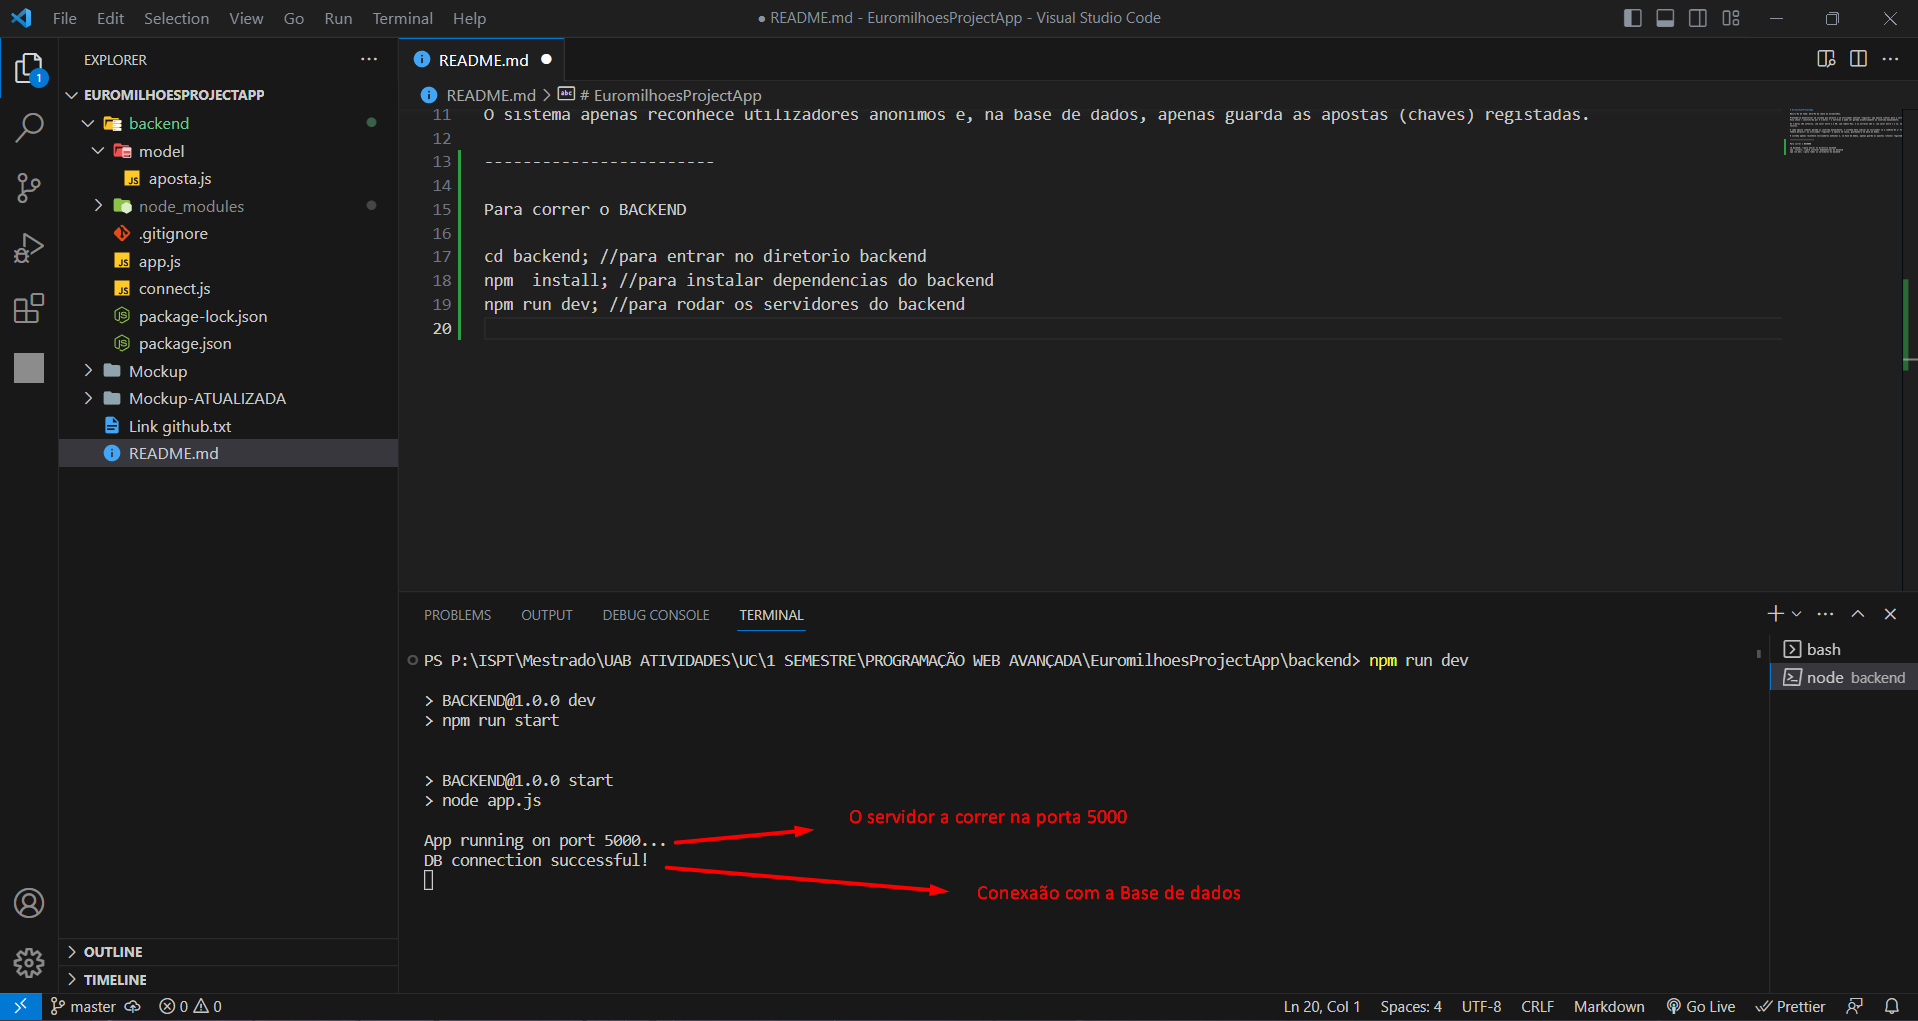 File Edit Selection View Go Run Terminal Help
● README.md - EuromilhoesProjectApp - Visual Studio Code
1
EXPLORER
EUROMILHOESPROJECTAPP
backend
model
aposta.js
node_modules
.gitignore
app.js
connect.js
package-lock.json
package.json
Mockup
Mockup-ATUALIZADA
Link github.txt
README.md
OUTLINE
TIMELINE
README.md
README.md > # EuromilhoesProjectApp
11 O sistema apenas reconhece utilizadores anonimos e, na base de dados, apenas guarda as apostas (chaves) registadas.
12
13 ------------------------
14
15 Para correr o BACKEND
16
17 cd backend; //para entrar no diretorio backend
18 npm  install; //para instalar dependencias do backend
19 npm run dev; //para rodar os servidores do backend
20
PROBLEMS OUTPUT DEBUG CONSOLE TERMINAL
PS P:\ISPT\Mestrado\UAB ATIVIDADES\UC\1 SEMESTRE\PROGRAMAÇÃO WEB AVANÇADA\EuromilhoesProjectApp\backend> npm run dev
> BACKEND@1.0.0 dev
> npm run start
> BACKEND@1.0.0 start
> node app.js
App running on port 5000...
DB connection successful!
O servidor a correr na porta 5000
Conexaão com a Base de dados
bash
node backend
master 0 0
Ln 20, Col 1 Spaces: 4 UTF-8 CRLF Markdown Go Live Prettier